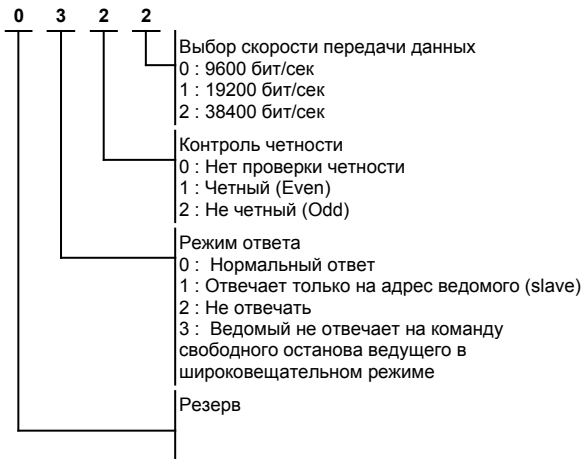 0 3 2 2
Выбор скорости передачи данных
0 : 9600 бит/сек
1 : 19200 бит/сек
2 : 38400 бит/сек
Контроль четности
0 : Нет проверки четности
1 : Четный (Even)
2 : Не четный (Odd)
Режим ответа
0 : Нормальный ответ
1 : Отвечает только на адрес ведомого (slave)
2 : Не отвечать
3 : Ведомый не отвечает на команду
свободного останова ведущего в
широковещательном режиме
Резерв